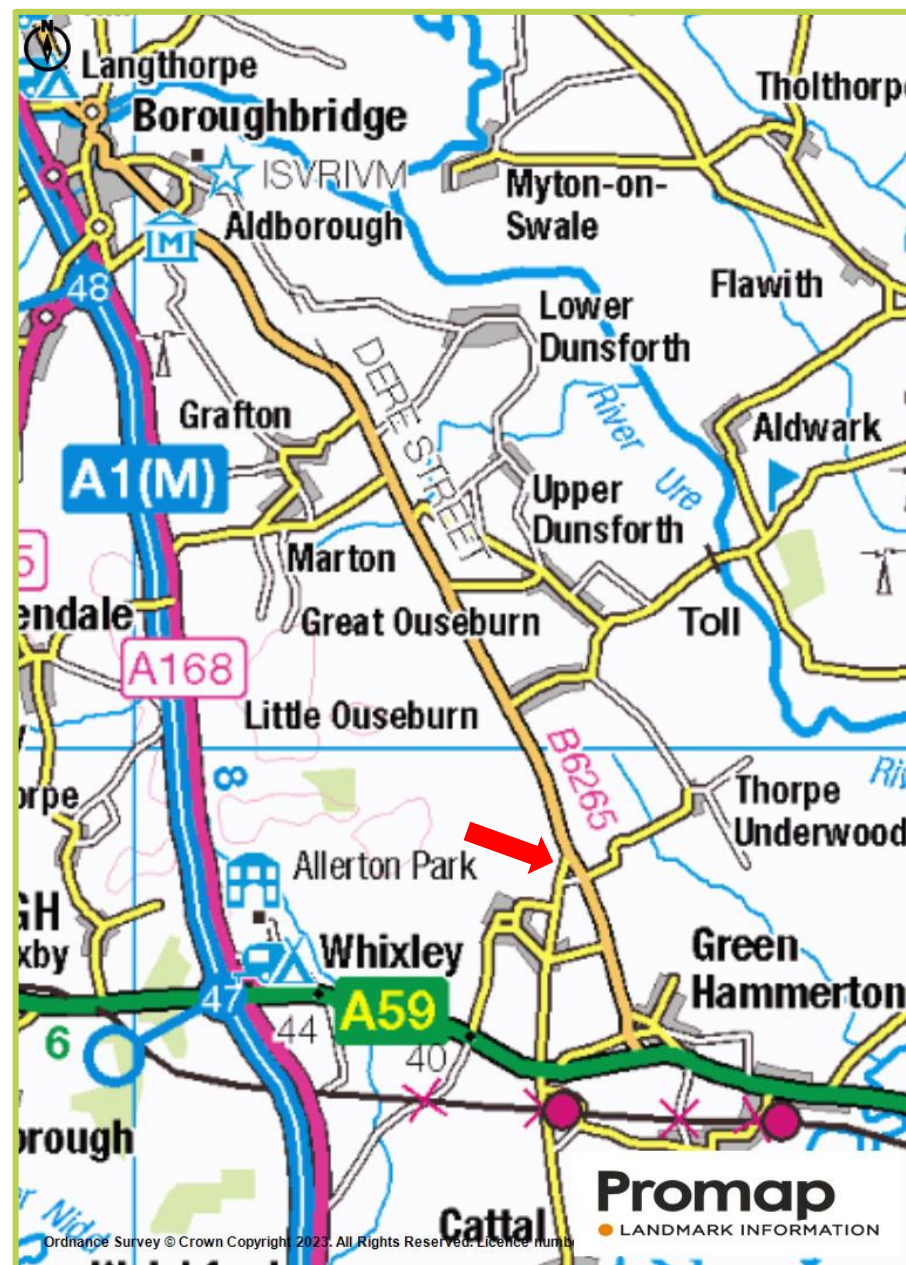 N
Langthorpe
Boroughbridge
Tholthorpe
ISVRIVM
Myton-on-
Swale
Aldborough
48
Flawith
Lower
Dunsforth
DERE STREET
Grafton
River
Ure
Aldwark
A1(M)
Upper
Dunsforth
5
Marton
endale
Great Ouseburn
Toll
A168
Little Ouseburn
B6265
Thorpe
Underwood
8
orpe
Allerton Park
GH
xby
Whixley
Green
Hammerton
47
A59
6
44
40
orough
Cattal
Promap
LANDMARK INFORMATION
Ordnance Survey © Crown Copyright 2023. All Rights Reserved. Licence numbe